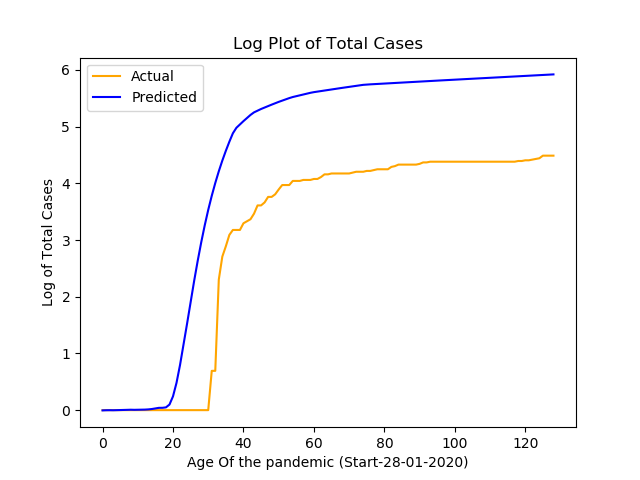 Log Plot of Total Cases
Actual
Predicted
Log of Total Cases
6
5
4
3
2
1
0
0 20 40 60 80 100 120
Age Of the pandemic (Start-28-01-2020)